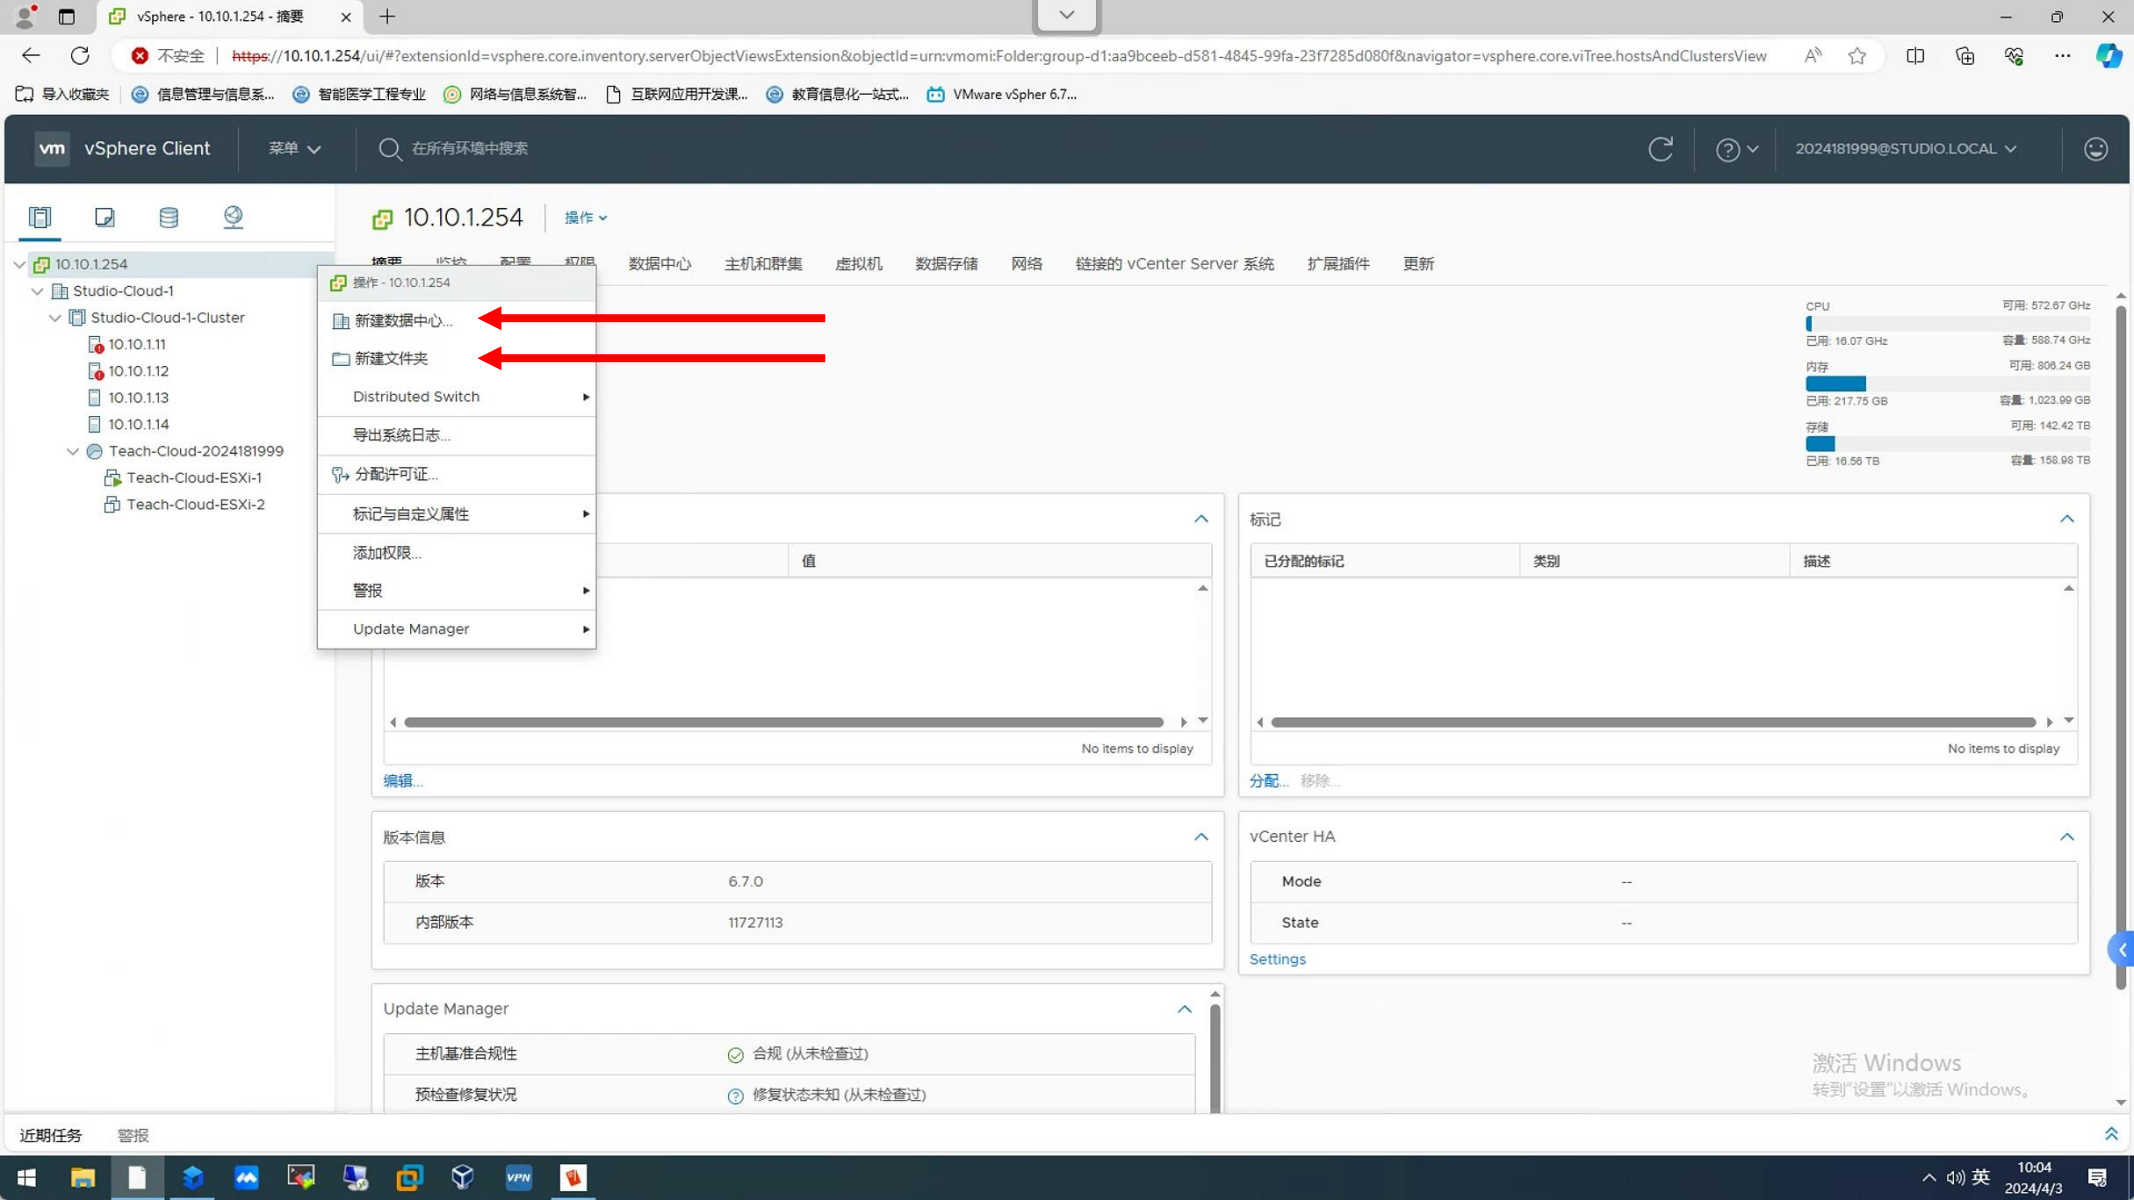 vSphere - 10.10.1.254 - 摘要
不安全
https://10.10.1.254/ui/#?extensionId=vsphere.core.inventory.serverObjectViewsExtension&objectId=urn:vmomi:Folder:group-d1:aa9bceeb-d581-4845-99fa-23f7285d080f&navigator=vsphere.core.viTree.hostsAndClustersView
导入收藏夹
信息管理与信息系...
智能医学工程专业
网络与信息系统智...
互联网应用开发课...
教育信息化一站式...
VMware vSpher 6.7...
vm vSphere Client
菜单
在所有环境中搜索
2024181999@STUDIO.LOCAL
10.10.1.254
Studio-Cloud-1
Studio-Cloud-1-Cluster
10.10.1.11
10.10.1.12
10.10.1.13
10.10.1.14
Teach-Cloud-2024181999
Teach-Cloud-ESXi-1
Teach-Cloud-ESXi-2
10.10.1.254
操作
摘要 监控 配置 权限 数据中心 主机和群集 虚拟机 数据存储 网络 链接的 vCenter Server 系统 扩展插件 更新
操作 - 10.10.1.254
新建数据中心...
新建文件夹
Distributed Switch
导出系统日志...
分配许可证...
标记与自定义属性
添加权限...
警报
Update Manager
CPU 可用: 572.67 GHz
已用: 16.07 GHz 容量: 588.74 GHz
内存 可用: 806.24 GB
已用: 217.75 GB 容量: 1,023.99 GB
存储 可用: 142.42 TB
已用: 16.56 TB 容量: 158.98 TB
值
No items to display
编辑...
标记
已分配的标记 类别 描述
No items to display
分配... 移除...
版本信息
版本 6.7.0
内部版本 11727113
vCenter HA
Mode --
State --
Settings
Update Manager
主机基准合规性 合规 (从未检查过)
预检查修复状况 修复状态未知 (从未检查过)
激活 Windows
转到“设置”以激活 Windows。
近期任务 警报
VPN
英
10:04
2024/4/3